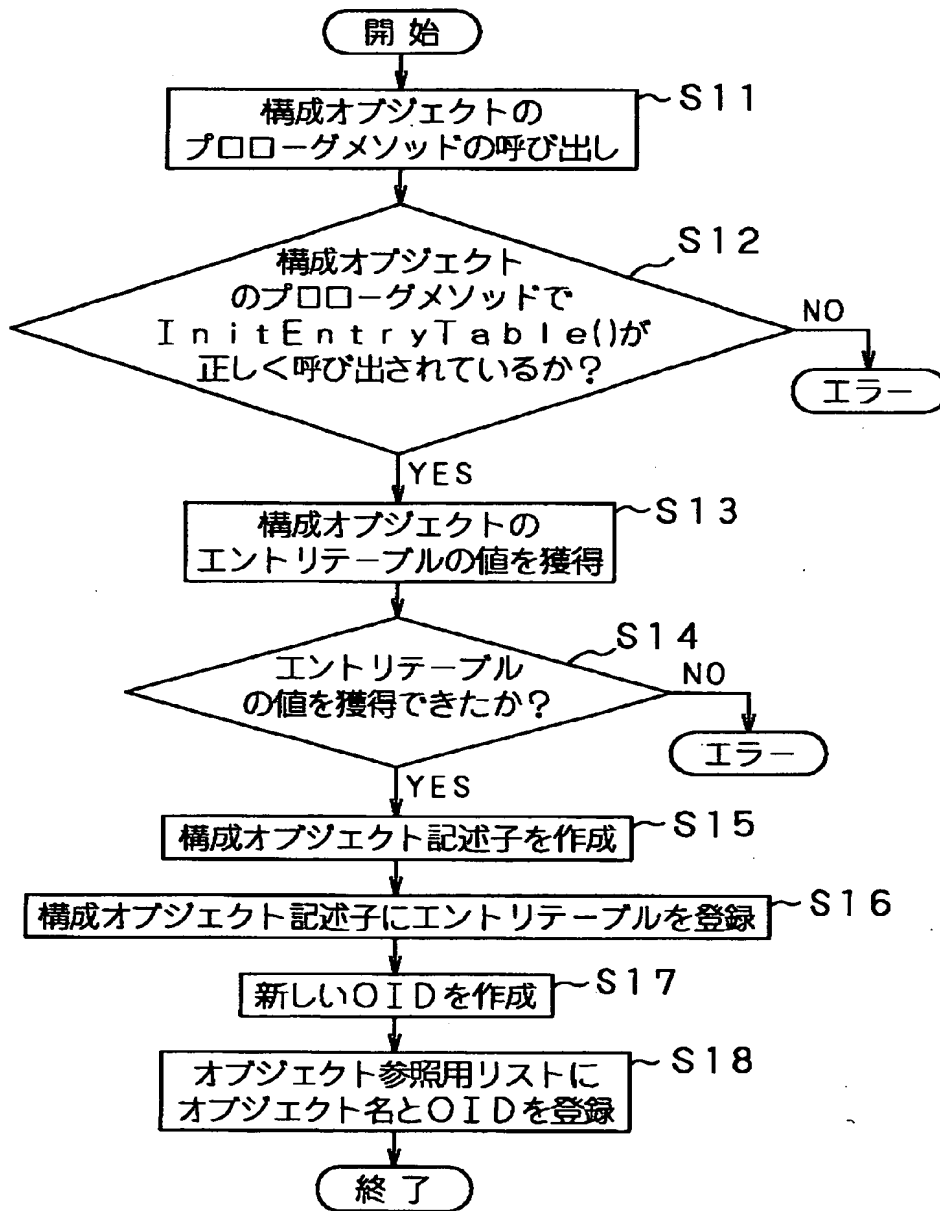 開始
構成オブジェクトの
プロローグメソッドの呼び出し
S11
構成オブジェクト
のプロローグメソッドで
InitEntryTable()が
正しく呼び出されているか?
S12
NO
エラー
YES
構成オブジェクトの
エントリテーブルの値を獲得
S13
エントリテーブル
の値を獲得できたか?
S14
NO
エラー
YES
構成オブジェクト記述子を作成
S15
構成オブジェクト記述子にエントリテーブルを登録
S16
新しいOIDを作成
S17
オブジェクト参照用リストに
オブジェクト名とOIDを登録
S18
終了